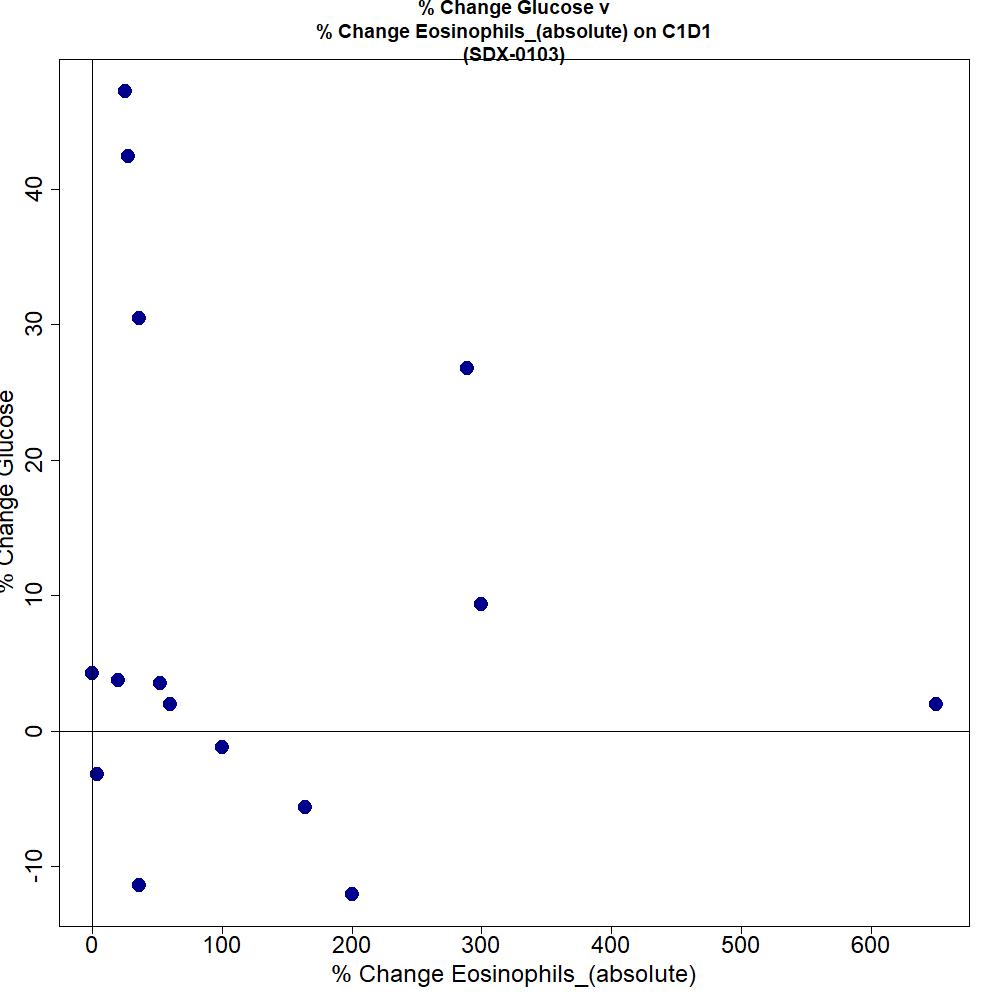 % Change Glucose v
% Change Eosinophils_(absolute) on C1D1
(SDX-0103)
% Change Glucose
40
30
20
10
0
-10
0 100 200 300 400 500 600
% Change Eosinophils_(absolute)